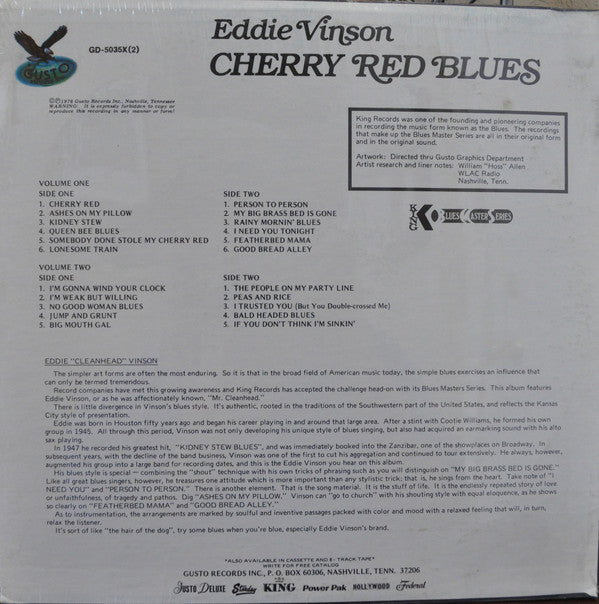 GUSTO
GD-5035X(2)
Eddie Vinson
CHERRY RED BLUES
©Ⓟ1978 Gusto Records Inc., Nashville, Tennessee
WARNING: It is expressly forbidden to copy or
reproduce this recording in any manner or form!
King Records was one of the founding and pioneering companies
in recording the music form known as the Blues. The recordings
that make up the Blues Master Series are all in their original form
and in the original sound.
Artwork: Directed thru Gusto Graphics Department
Artist research and liner notes: William "Hoss" Allen
WLAC Radio
Nashville, Tenn.
KING
BLUES MASTER SERIES
VOLUME ONE
SIDE ONE
1. CHERRY RED
2. ASHES ON MY PILLOW
3. KIDNEY STEW
4. QUEEN BEE BLUES
5. SOMEBODY DONE STOLE MY CHERRY RED
6. LONESOME TRAIN
SIDE TWO
1. PERSON TO PERSON
2. MY BIG BRASS BED IS GONE
3. RAINY MORNIN' BLUES
4. I NEED YOU TONIGHT
5. FEATHERBED MAMA
6. GOOD BREAD ALLEY
VOLUME TWO
SIDE ONE
1. I'M GONNA WIND YOUR CLOCK
2. I'M WEAK BUT WILLING
3. NO GOOD WOMAN BLUES
4. JUMP AND GRUNT
5. BIG MOUTH GAL
SIDE TWO
1. THE PEOPLE ON MY PARTY LINE
2. PEAS AND RICE
3. I TRUSTED YOU (But You Double-crossed Me)
4. BALD HEADED BLUES
5. IF YOU DON'T THINK I'M SINKIN'
EDDIE "CLEANHEAD" VINSON
The simpler art forms are often the most enduring. So it is that in the broad field of American music today, the simple blues exercises an influence that
can only be termed tremendous.
Record companies have met this growing awareness and King Records has accepted the challenge head-on with its Blues Masters Series. This album features
Eddie Vinson, or as he was affectionately known, "Mr. Cleanhead."
There is little divergence in Vinson's blues style. It's authentic, rooted in the traditions of the Southwestern part of the United States, and reflects the Kansas
City style of presentation.
Eddie was born in Houston fifty years ago and began his career playing in and around that large area. After a stint with Cootie Williams, he formed his own
group in 1945. All through this period, Vinson was not only developing his unique style of blues singing, but also had acquired an earmarking sound with his alto
sax playing.
In 1947 he recorded his greatest hit, "KIDNEY STEW BLUES", and was immediately booked into the Zanzibar, one of the showplaces on Broadway. In
subsequent years, with the decline of the band business, Vinson was one of the first to cut his aggregation and continued to tour extensively. He always, however,
augmented his group into a large band for recording dates, and this is the Eddie Vinson you hear on this album.
His blues style is special — combining the "shout" technique with his own tricks of phrasing such as you will distinguish on "MY BIG BRASS BED IS GONE."
Like all great blues singers, however, he treasures one attitude which is more important than any stylistic trick; that is, he sings from the heart. Take note of "I
NEED YOU" and "PERSON TO PERSON." There is another element. That is the song material. It is the stuff of life. It is the endlessly repeated story of love
or unfaithfulness, of tragedy and pathos. Dig "ASHES ON MY PILLOW." Vinson can "go to church" with his shouting style with equal eloquence, as he shows
so clearly on "FEATHERBED MAMA" and "GOOD BREAD ALLEY."
As to instrumentation, the arrangements are marked by soulful and inventive passages packed with color and mood with a relaxed feeling that will, in turn,
relax the listener.
It's sort of like "the hair of the dog", try some blues when you're blue, especially Eddie Vinson's brand.
*ALSO AVAILABLE IN CASSETTE AND 8-TRACK TAPE*
WRITE FOR FREE CATALOG
GUSTO RECORDS INC., P. O. BOX 60306, NASHVILLE, TENN. 37206
GUSTO DELUXE Starday KING Power Pak HOLLYWOOD Federal